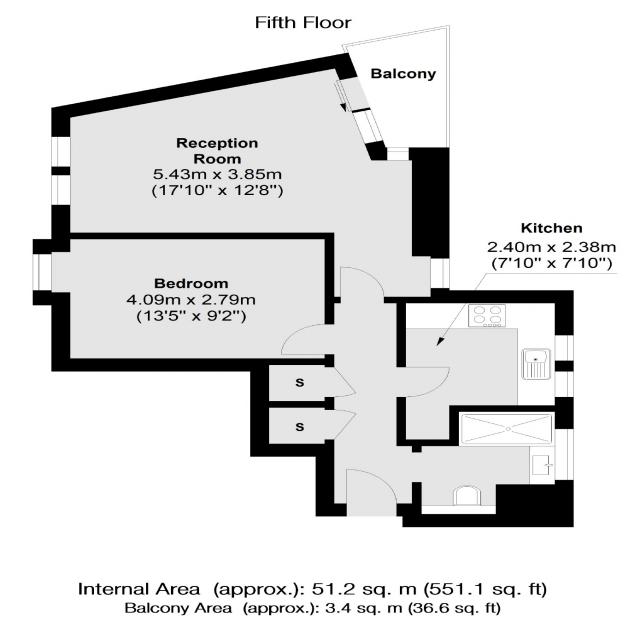 Fifth Floor
Balcony
Reception
Room
5.43m x 3.85m
(17'10" x 12'8")
Kitchen
2.40m x 2.38m
(7'10" x 7'10")
Bedroom
4.09m x 2.79m
(13'5" x 9'2")
S
S
Internal Area (approx.): 51.2 sq. m (551.1 sq. ft)
Balcony Area (approx.): 3.4 sq. m (36.6 sq. ft)